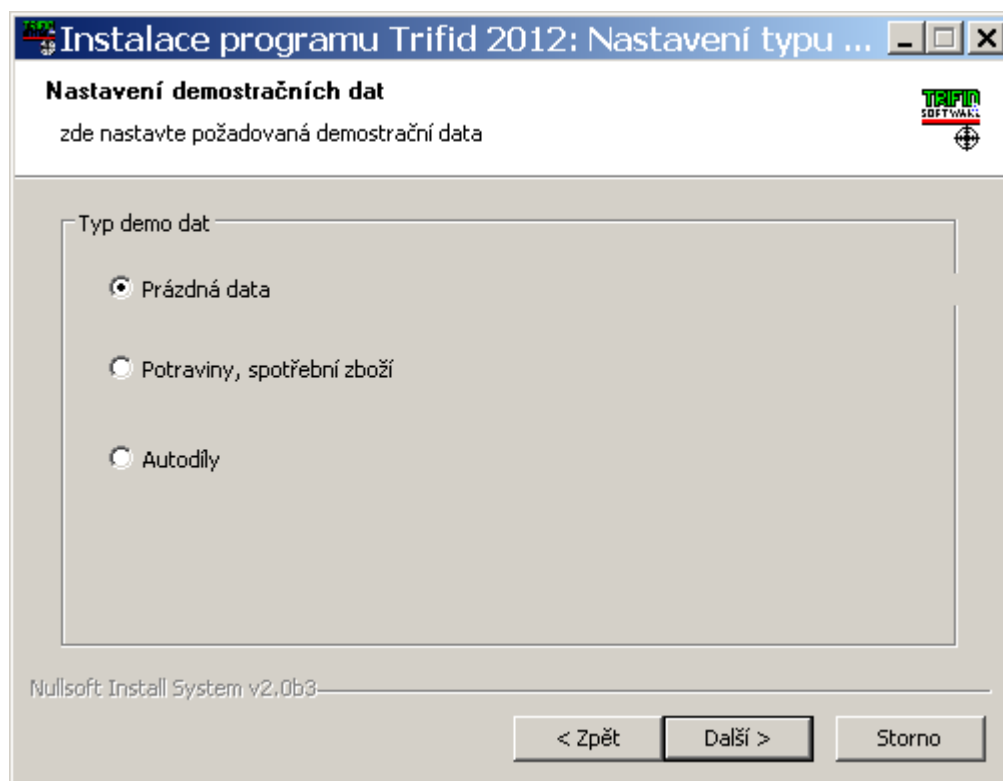 Instalace programu Trifid 2012: Nastavení typu ...
Nastavení demostračních dat
zde nastavte požadovaná demostrační data
TRIFID
SOFTWARE
Typ demo dat
Prázdná data
Potraviny, spotřební zboží
Autodíly
Nullsoft Install System v2.0b3
< Zpět
Další >
Storno